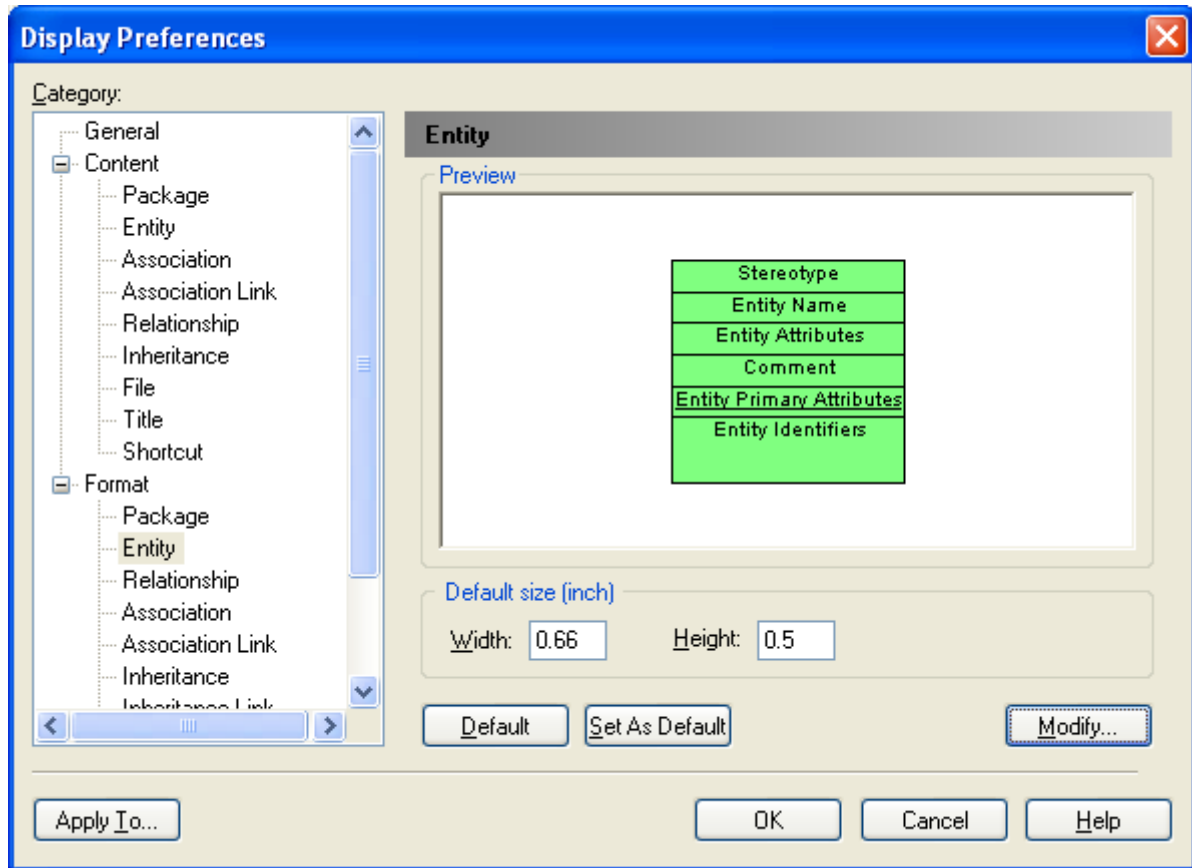 Display Preferences
Category:
General
Content
Package
Entity
Association
Association Link
Relationship
Inheritance
File
Title
Shortcut
Format
Package
Entity
Relationship
Association
Association Link
Inheritance
Inheritance Link
Entity
Preview
Stereotype
Entity Name
Entity Attributes
Comment
Entity Primary Attributes
Entity Identifiers
Default size (inch)
Width: 0.66 Height: 0.5
Default Set As Default Modify...
Apply To... OK Cancel Help